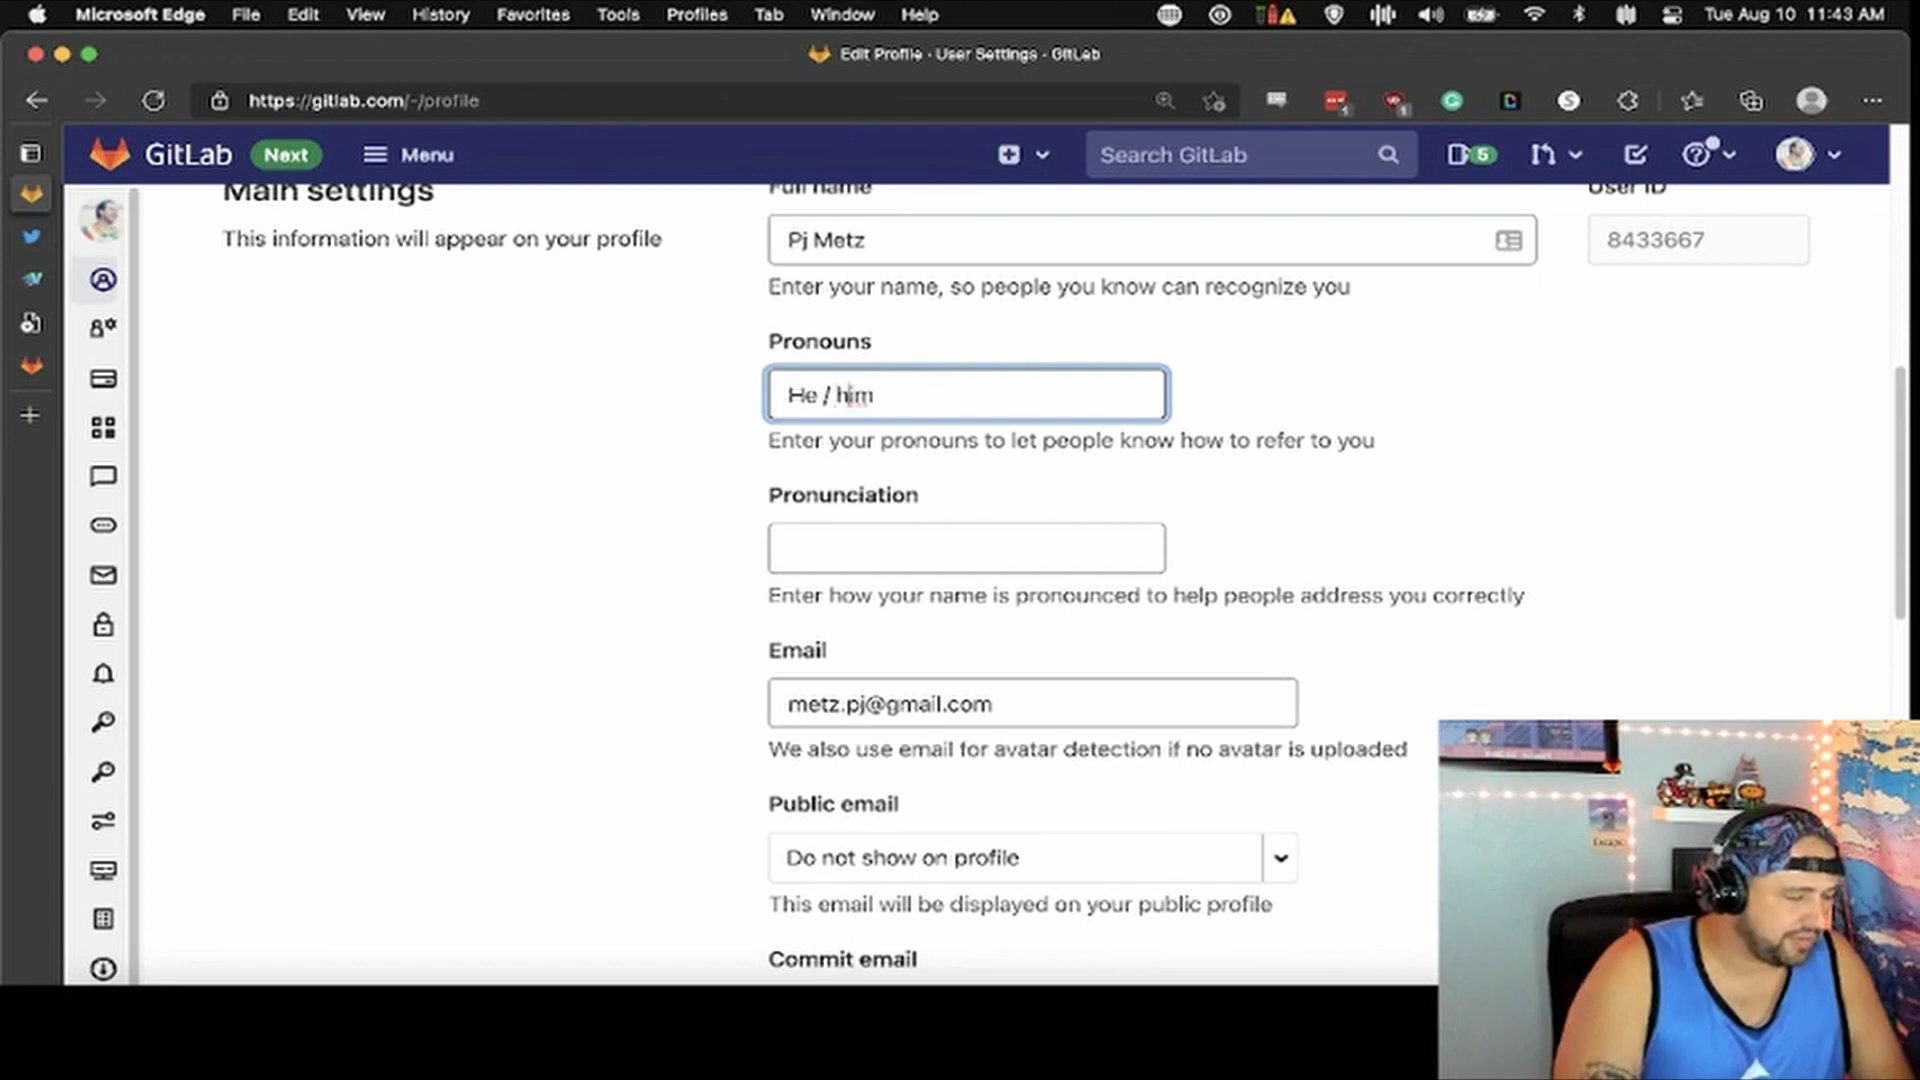 Microsoft Edge File Edit View History Favorites Tools Profiles Tab Window Help Tue Aug 10 11:43 AM
Edit Profile · User Settings · GitLab
https://gitlab.com/-/profile
GitLab Next Menu Search GitLab 5
Main settings
This information will appear on your profile
Full name
Pj Metz
Enter your name, so people you know can recognize you
User ID
8433667
Pronouns
He / him
Enter your pronouns to let people know how to refer to you
Pronunciation
Enter how your name is pronounced to help people address you correctly
Email
metz.pj@gmail.com
We also use email for avatar detection if no avatar is uploaded
Public email
Do not show on profile
This email will be displayed on your public profile
Commit email